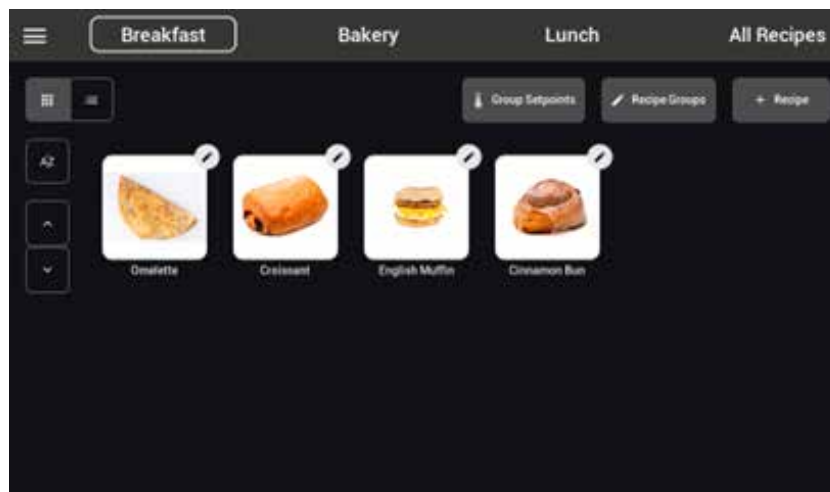 Breakfast Bakery Lunch All Recipes
Group Setpoints Recipe Groups + Recipe
AZ
Omelette Croissant English Muffin Cinnamon Bun